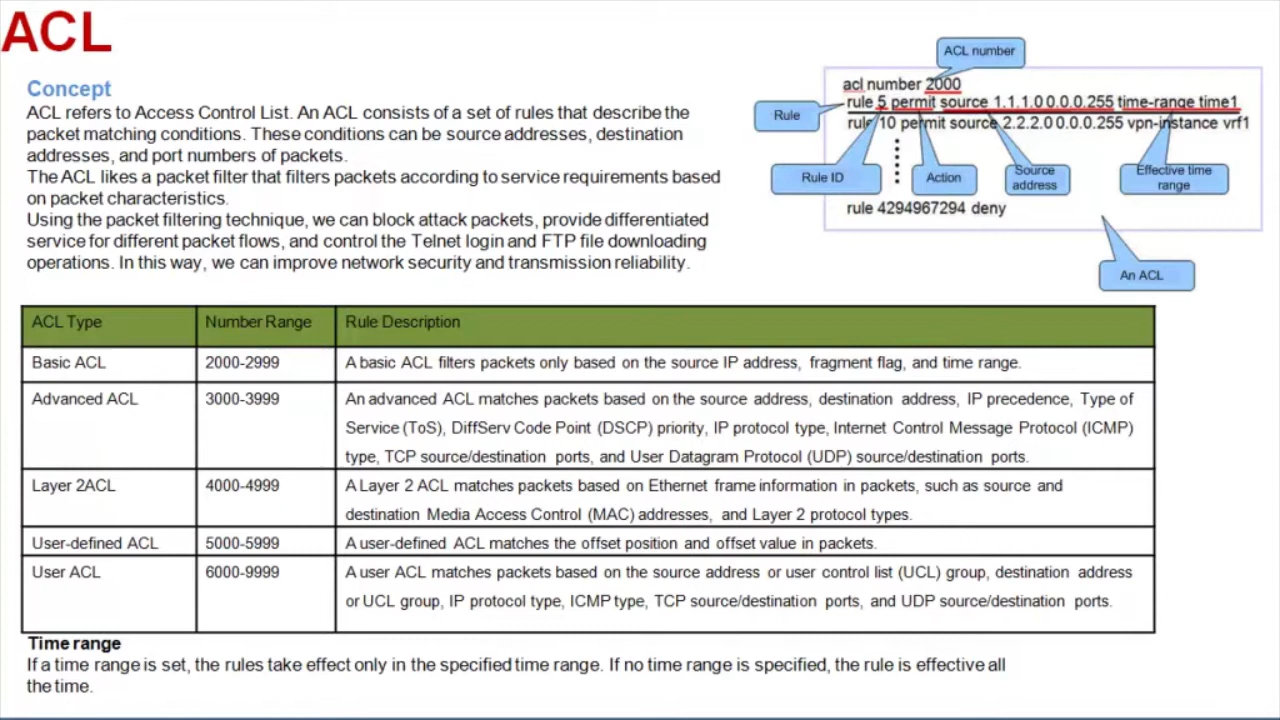 ACL
Concept
ACL refers to Access Control List. An ACL consists of a set of rules that describe the
packet matching conditions. These conditions can be source addresses, destination
addresses, and port numbers of packets.
The ACL likes a packet filter that filters packets according to service requirements based
on packet characteristics.
Using the packet filtering technique, we can block attack packets, provide differentiated
service for different packet flows, and control the Telnet login and FTP file downloading
operations. In this way, we can improve network security and transmission reliability.
ACL number
acl number 2000
rule 5 permit source 1.1.1.0 0.0.0.255 time-range time1
Rule
rule 10 permit source 2.2.2.0 0.0.0.255 vpn-instance vrf1
Rule ID
Action
Source
address
Effective time
range
rule 4294967294 deny
An ACL
ACL Type Number Range Rule Description
Basic ACL 2000-2999 A basic ACL filters packets only based on the source IP address, fragment flag, and time range.
Advanced ACL 3000-3999 An advanced ACL matches packets based on the source address, destination address, IP precedence, Type of
Service (ToS), DiffServ Code Point (DSCP) priority, IP protocol type, Internet Control Message Protocol (ICMP)
type, TCP source/destination ports, and User Datagram Protocol (UDP) source/destination ports.
Layer 2ACL 4000-4999 A Layer 2 ACL matches packets based on Ethernet frame information in packets, such as source and
destination Media Access Control (MAC) addresses, and Layer 2 protocol types.
User-defined ACL 5000-5999 A user-defined ACL matches the offset position and offset value in packets.
User ACL 6000-9999 A user ACL matches packets based on the source address or user control list (UCL) group, destination address
or UCL group, IP protocol type, ICMP type, TCP source/destination ports, and UDP source/destination ports.
Time range
If a time range is set, the rules take effect only in the specified time range. If no time range is specified, the rule is effective all
the time.